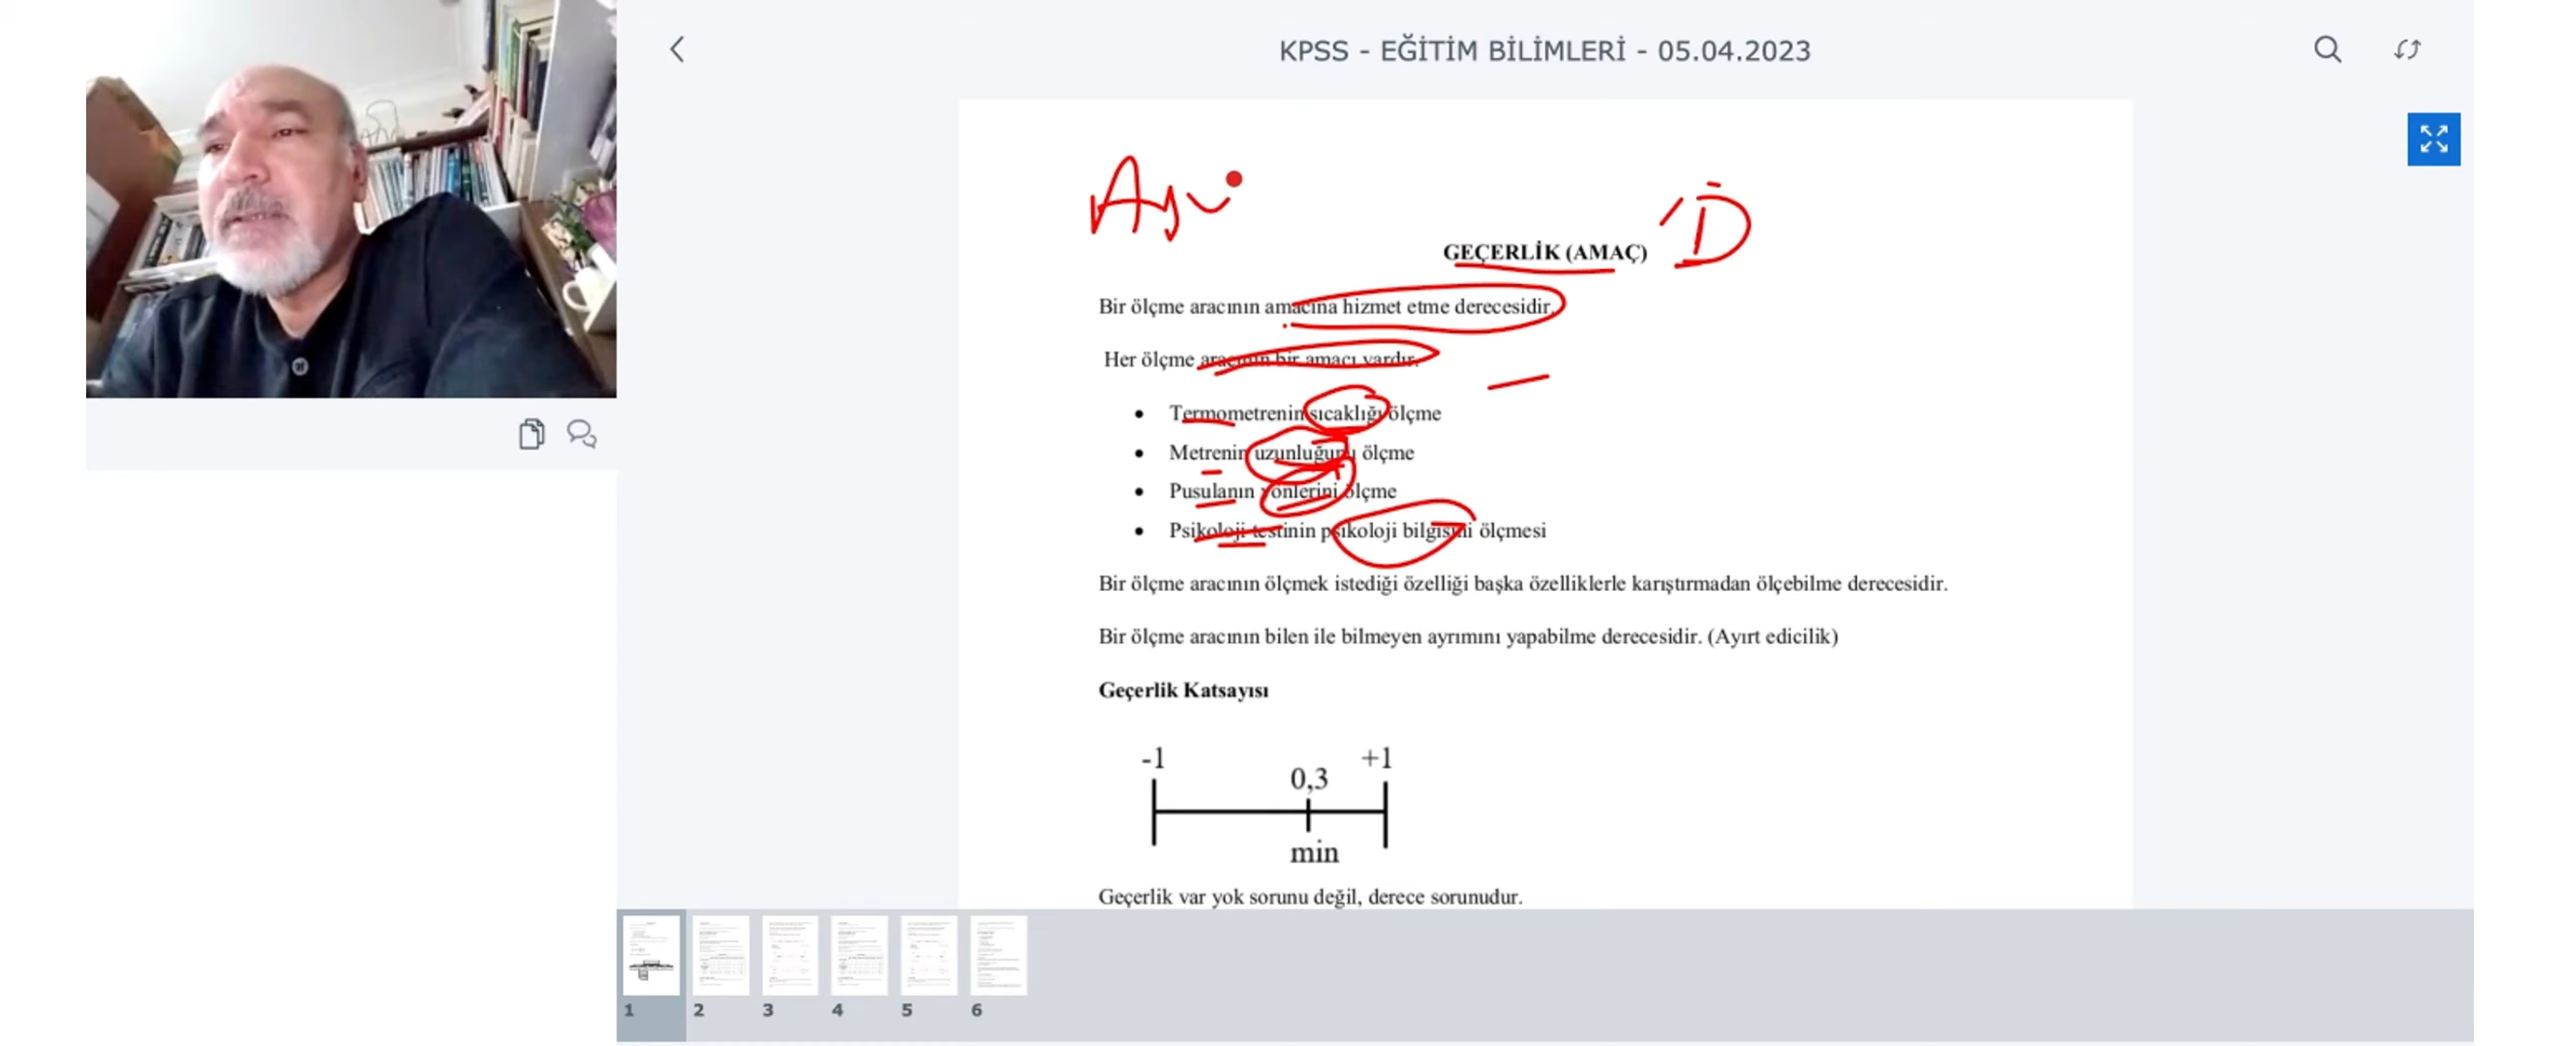 KPSS - EĞİTİM BİLİMLERİ - 05.04.2023
GEÇERLİK (AMAÇ)
Bir ölçme aracının amacına hizmet etme derecesidir.
Her ölçme aracının bir amacı vardır.
• Termometrenin sıcaklığı ölçme
• Metrenin uzunluğunu ölçme
• Pusulanın yönlerini ölçme
• Psikoloji testinin psikoloji bilgisini ölçmesi
Bir ölçme aracının ölçmek istediği özelliği başka özelliklerle karıştırmadan ölçebilme derecesidir.
Bir ölçme aracının bilen ile bilmeyen ayrımını yapabilme derecesidir. (Ayırt edicilik)
Geçerlik Katsayısı
-1 0,3 +1
min
Geçerlik var yok sorunu değil, derece sorunudur.
1 2 3 4 5 6